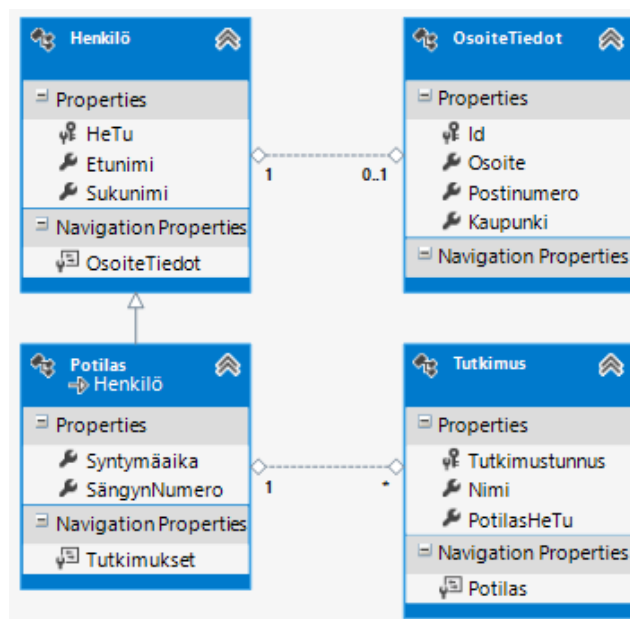 Henkilö
Properties
HeTu
Etunimi
Sukunimi
Navigation Properties
OsoiteTiedot
1
0..1
OsoiteTiedot
Properties
Id
Osoite
Postinumero
Kaupunki
Navigation Properties
Potilas
Henkilö
Properties
Syntymäaika
SängynNumero
Navigation Properties
Tutkimukset
1
*
Tutkimus
Properties
Tutkimustunnus
Nimi
PotilasHeTu
Navigation Properties
Potilas